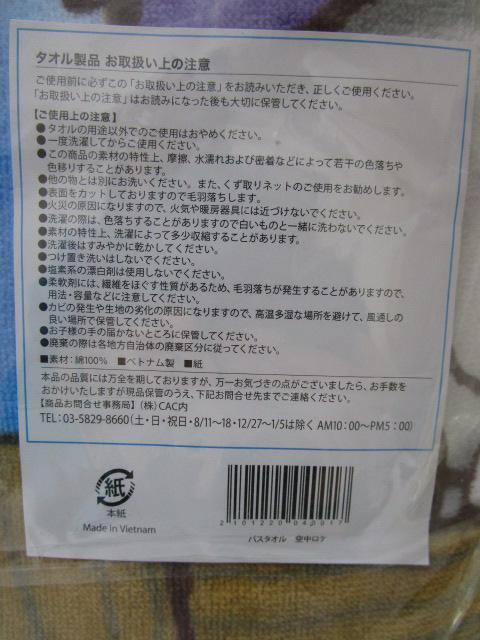 タオル製品 お取扱い上の注意
ご使用前に必ずこの「お取扱い上の注意」をお読みいただき、正しくご使用ください。
「お取扱い上の注意」はお読みになった後も大切に保管してください。
【ご使用上の注意】
●タオルの用途以外でのご使用はおやめください。
●一度洗濯してからご使用ください。
●この商品の素材の特性上、摩擦、水濡れおよび密着などによって若干の色落ちや
色移りすることがあります。
●他の物とは別にお洗いください。また、くず取りネットのご使用をお勧めします。
●表面をカットしておりますので毛羽落ちします。
●火災の原因になりますので、火気や暖房器具には近づけないでください。
●洗濯の際は、色落ちすることがありますので白いものと一緒に洗わないでください。
●素材の特性上、洗濯によって多少収縮することがあります。
●洗濯後はすみやかに乾かしてください。
●つけ置き洗いはしないでください。
●塩素系の漂白剤は使用しないでください。
●柔軟剤には、繊維をほぐす性質があるため、毛羽落ちが発生することがありますので、
用法・容量などに注意してください。
●カビの発生や生地の劣化の原因になりますので、高温多湿な場所を避けて、風通しの
良い場所で保管してください。
●お子様の手の届かないところに保管してください。
●廃棄の際は各地方自治体の廃棄区分に従ってください。
■素材：綿100% ■ベトナム製 ■紙
本品の品質には万全を期しておりますが、万一お気づきの点がございましたら、お手数を
おかけいたしますが現品保管のうえ、下記お問合せ先までご連絡ください。
【商品お問合せ事務局】（株）CAC内
TEL：03-5829-8660（土・日・祝日・8/11〜18・12/27〜1/5は除く AM10：00〜PM5：00）
紙
本紙
Made in Vietnam
2101220043017
バスタオル 空中ロケ